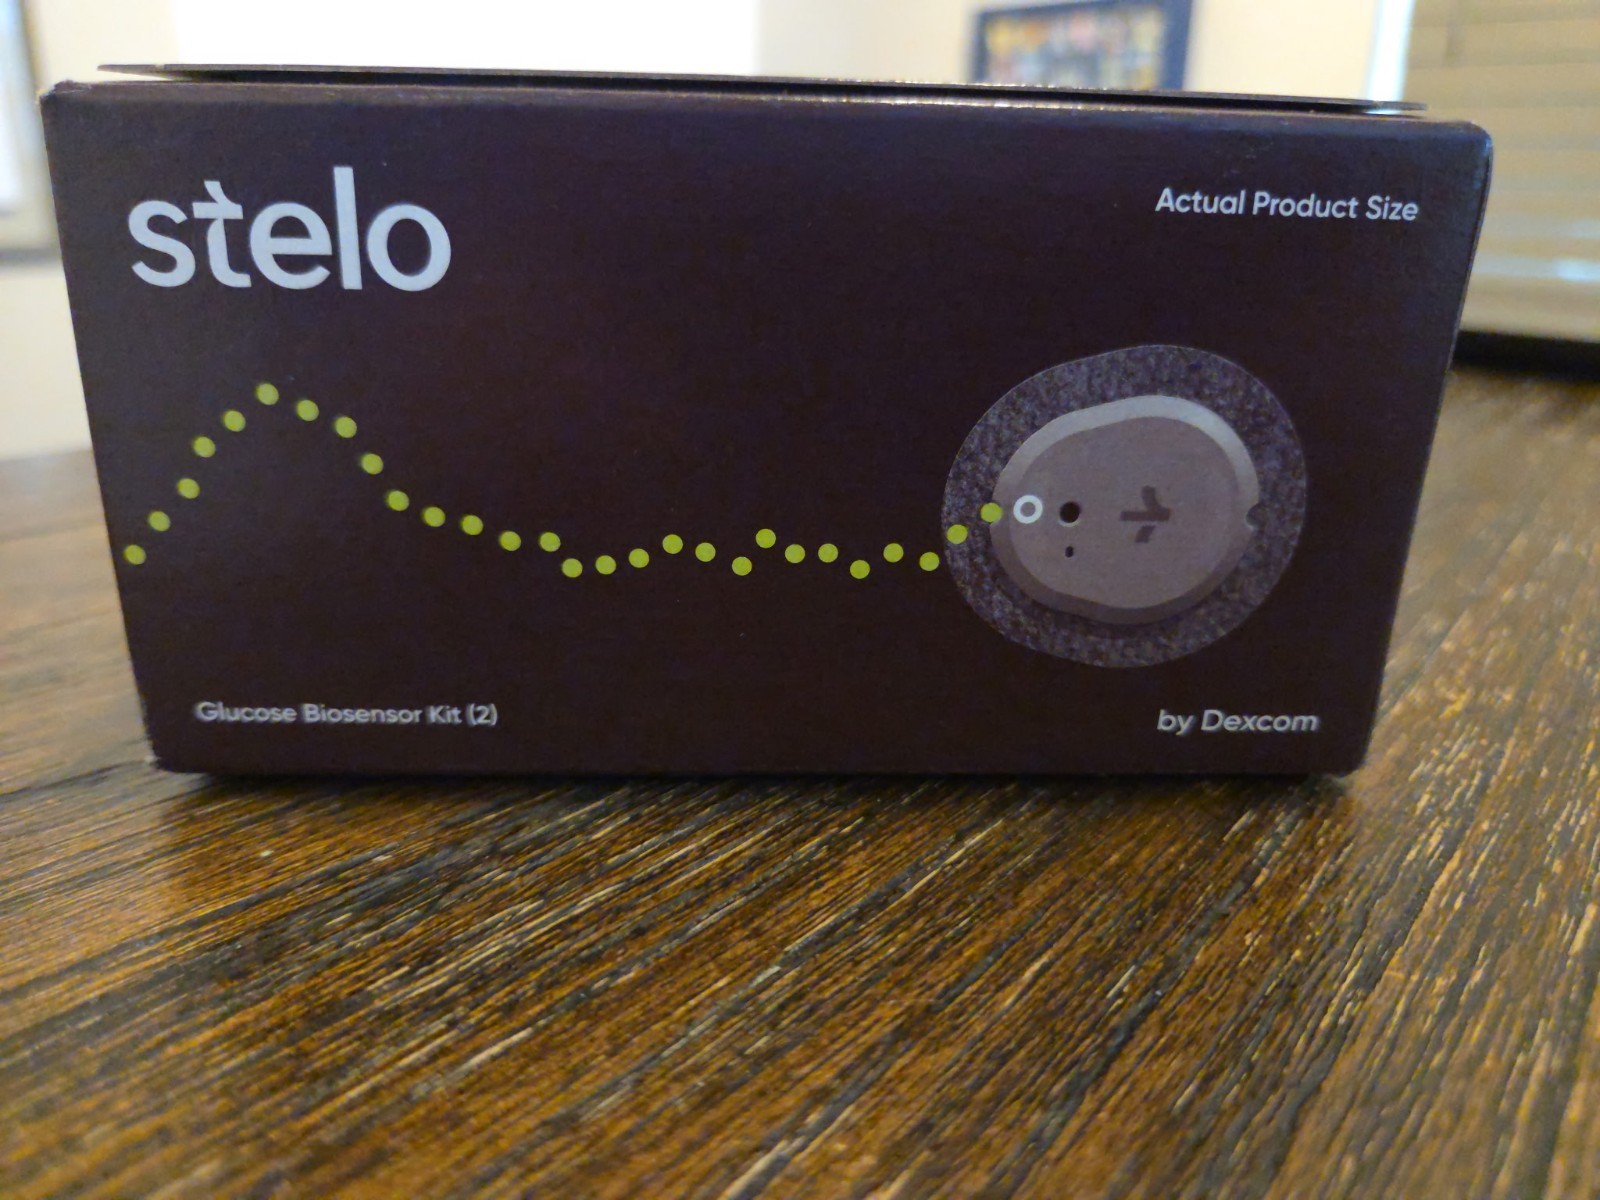 stelo
Actual Product Size
Glucose Biosensor Kit (2)
by Dexcom